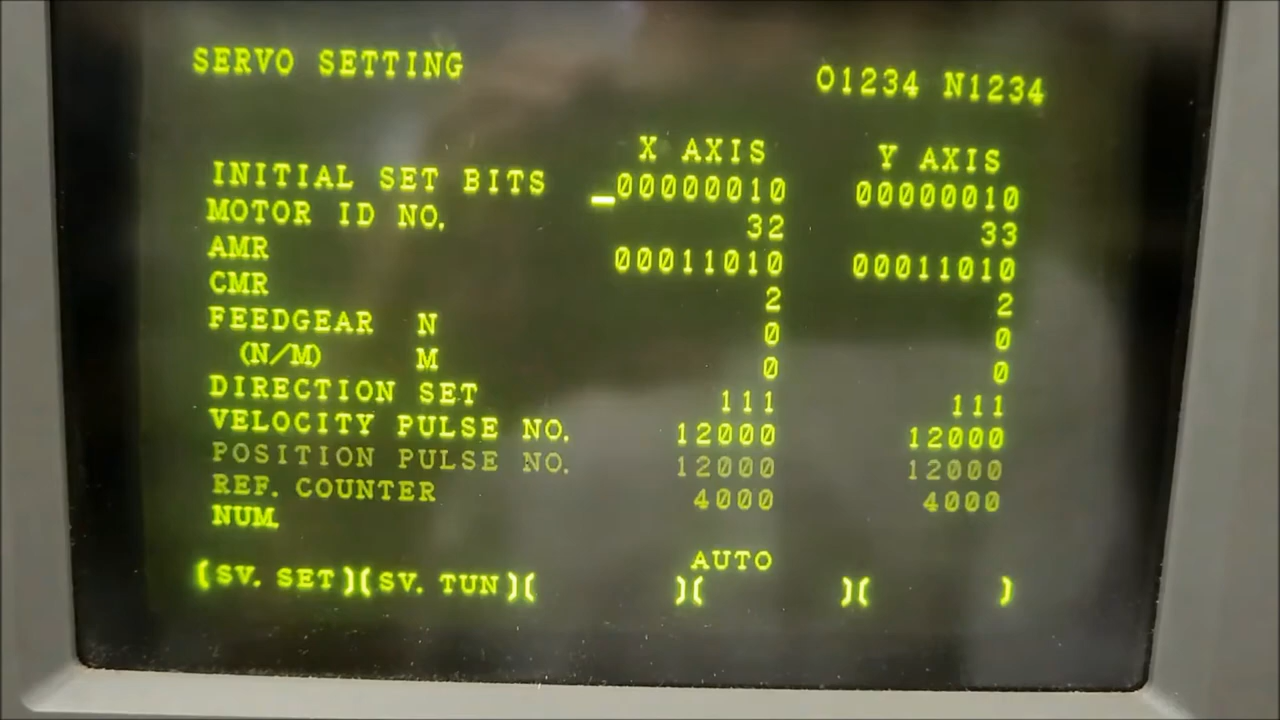 SERVO SETTING O1234 N1234
X AXIS Y AXIS
INITIAL SET BITS _00000010 00000010
MOTOR ID NO. 32 33
AMR 00011010 00011010
CMR 2 2
FEEDGEAR N 0 0
(N/M) M 0 0
DIRECTION SET 111 111
VELOCITY PULSE NO. 12000 12000
POSITION PULSE NO. 12000 12000
REF. COUNTER 4000 4000
NUM.
AUTO
[SV. SET][SV. TUN][ ][ ][ ]